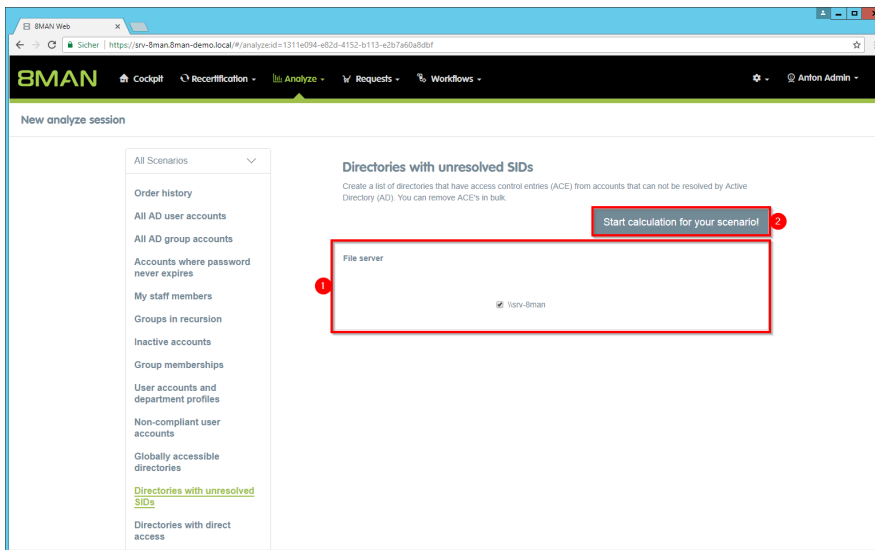 8MAN Web
Sicher | https://srv-8man.8man-demo.local/#/analyze:id=1311e094-e82d-4152-b113-e2b7a60a8dbf
8MAN Cockpit Recertification Analyze Requests Workflows Anton Admin
New analyze session
All Scenarios
Order history
All AD user accounts
All AD group accounts
Accounts where password
never expires
My staff members
Groups in recursion
Inactive accounts
Group memberships
User accounts and
department profiles
Non-compliant user
accounts
Globally accessible
directories
Directories with unresolved
SIDs
Directories with direct
access
Directories with unresolved SIDs
Create a list of directories that have access control entries (ACE) from accounts that can not be resolved by Active
Directory (AD). You can remove ACE's in bulk.
Start calculation for your scenario! 2
File server
1
\\srv-8man